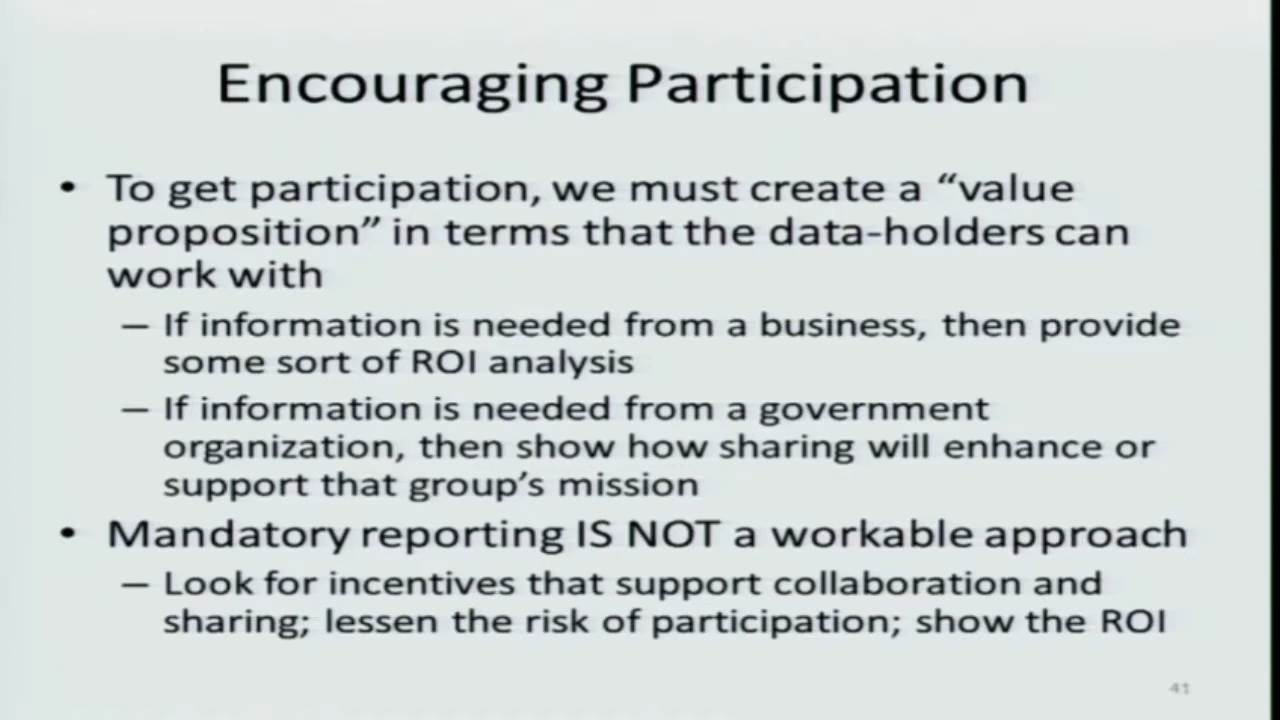 Encouraging Participation
• To get participation, we must create a “value
proposition” in terms that the data-holders can
work with
– If information is needed from a business, then provide
some sort of ROI analysis
– If information is needed from a government
organization, then show how sharing will enhance or
support that group’s mission
• Mandatory reporting IS NOT a workable approach
– Look for incentives that support collaboration and
sharing; lessen the risk of participation; show the ROI
41